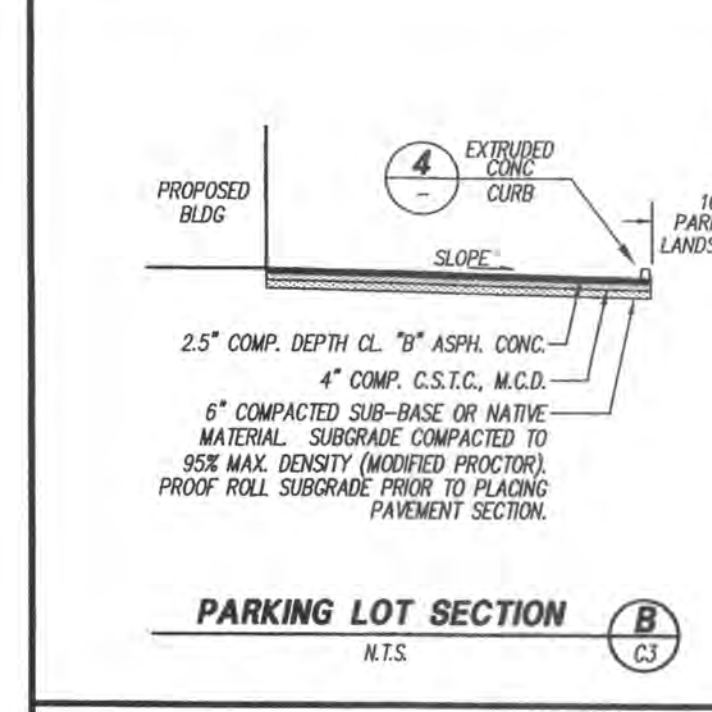 4
-
EXTRUDED
CONC
CURB
PROPOSED
BLDG
SLOPE
2.5" COMP. DEPTH CL. "B" ASPH. CONC.
4" COMP. C.S.T.C., M.C.D.
6" COMPACTED SUB-BASE OR NATIVE
MATERIAL. SUBGRADE COMPACTED TO
95% MAX. DENSITY (MODIFIED PROCTOR).
PROOF ROLL SUBGRADE PRIOR TO PLACING
PAVEMENT SECTION.
PARKING LOT SECTION
N.T.S.
B
C3